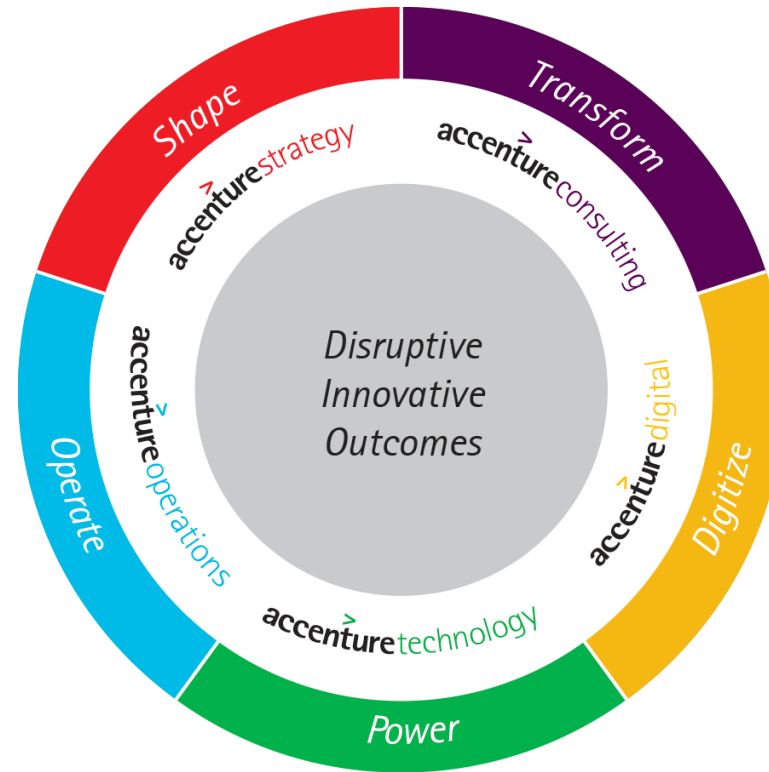 Shape
Transform
Digitize
Power
Operate
accenturestrategy
accentureconsulting
accenturedigital
accenturetechnology
accentureoperations
Disruptive
Innovative
Outcomes